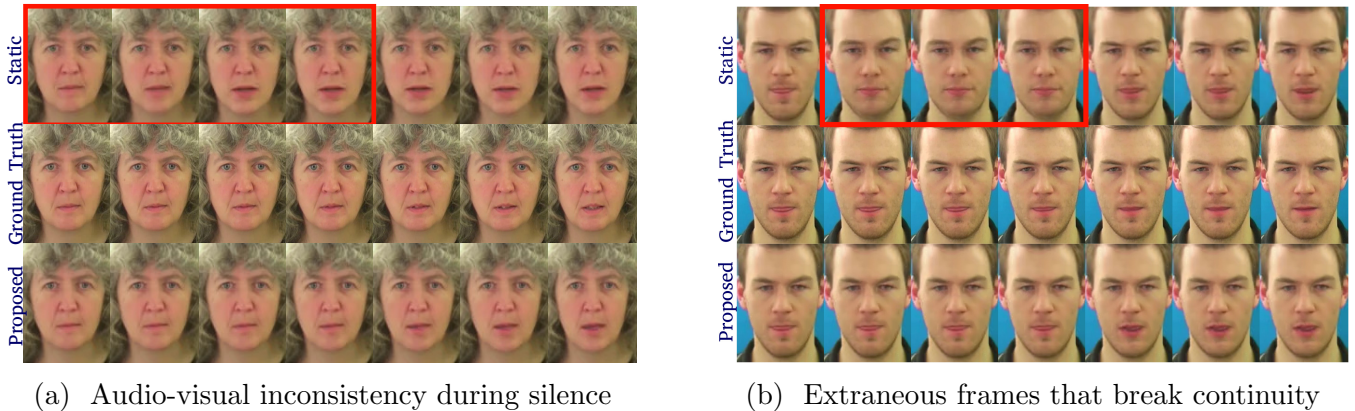 Static
Ground Truth
Proposed
(a) Audio-visual inconsistency during silence
Static
Ground Truth
Proposed
(b) Extraneous frames that break continuity